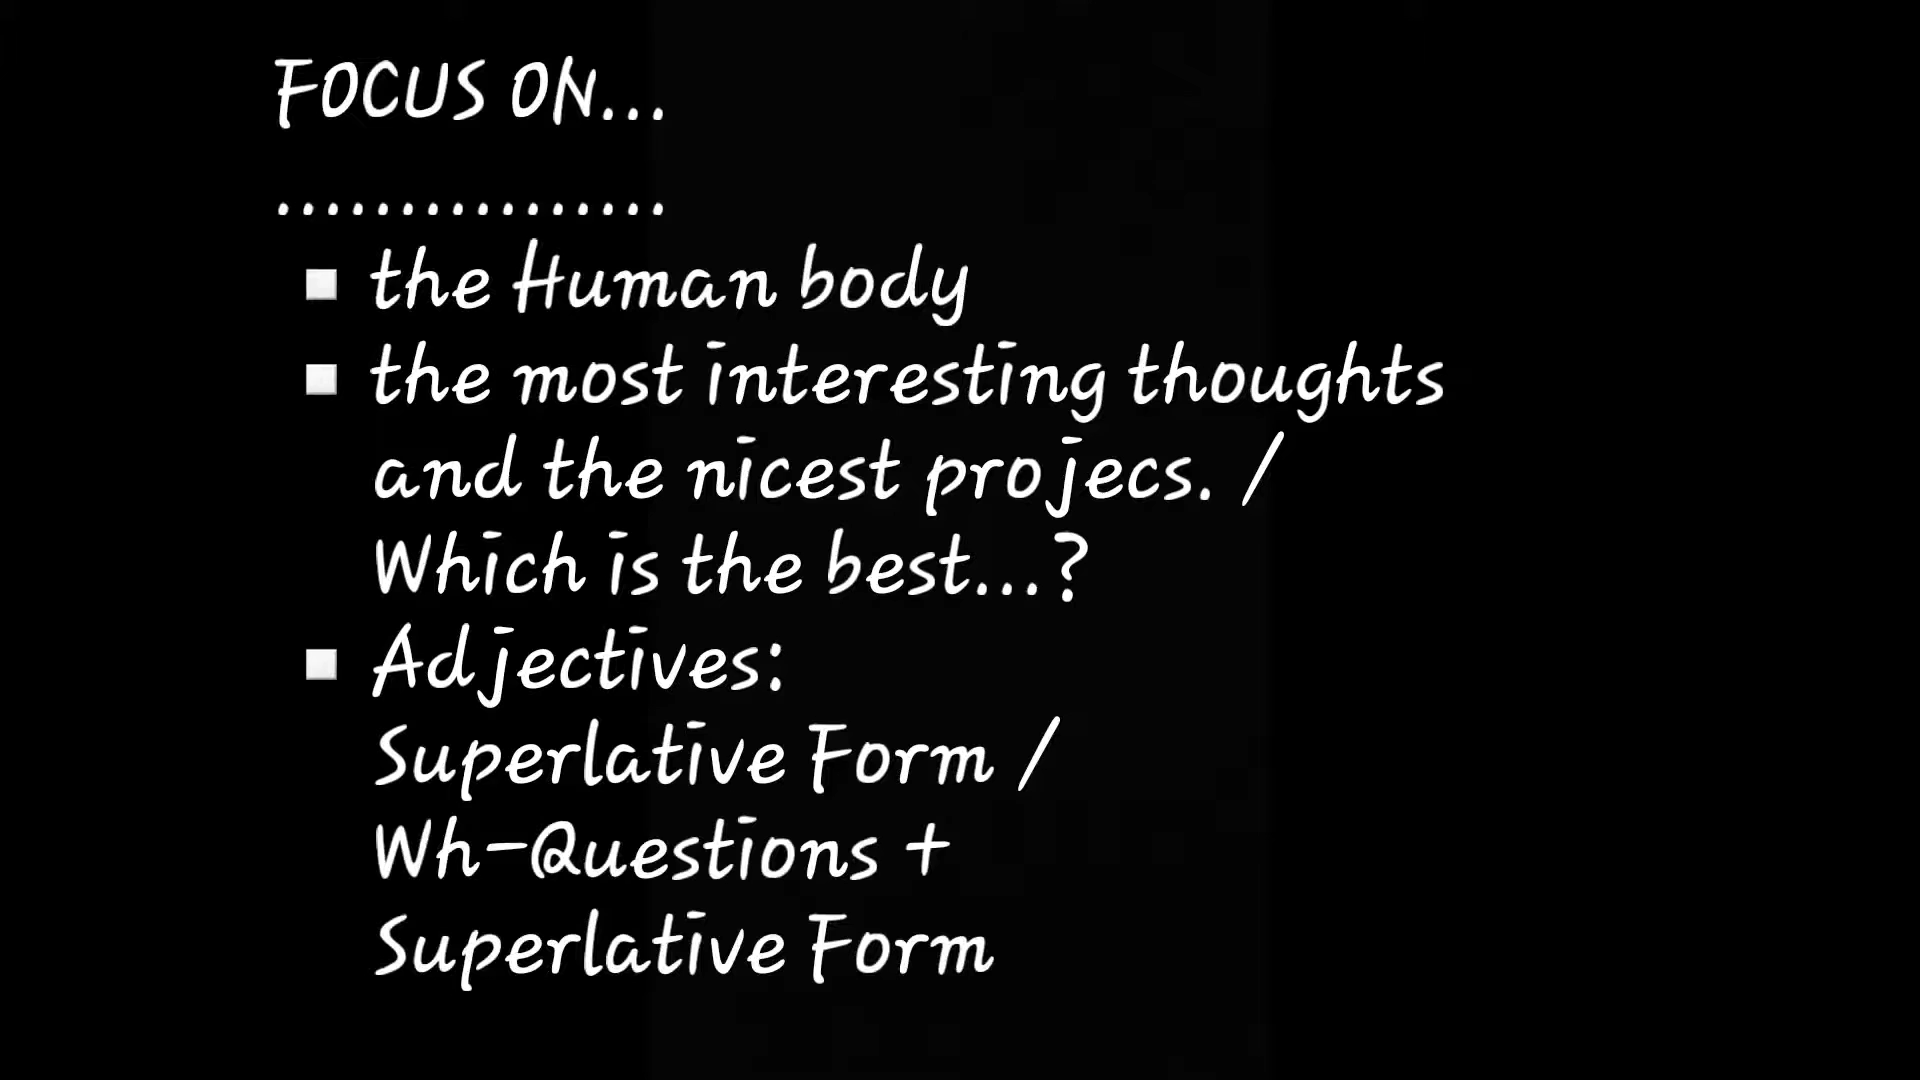 FOCUS ON...
................
▫ the Human body
▫ the most interesting thoughts
and the nicest projecs. /
Which is the best...?
▫ Adjectives:
Superlative Form /
Wh-Questions +
Superlative Form